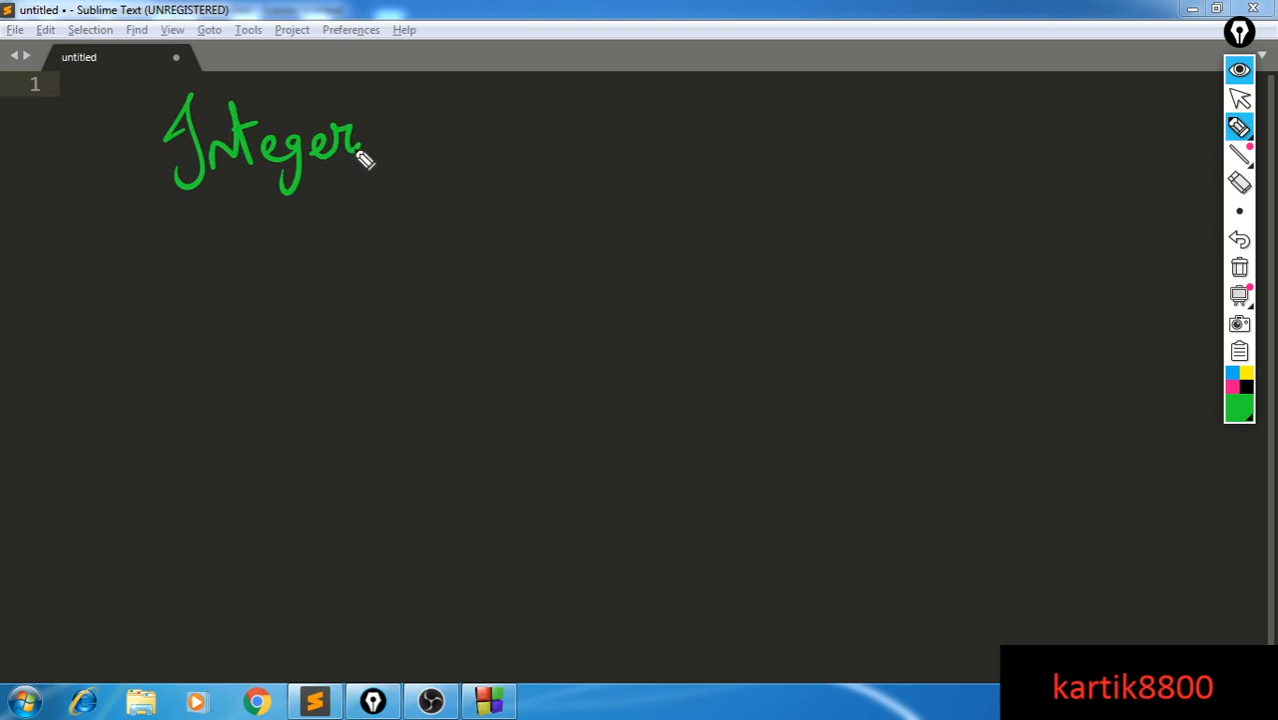 untitled • - Sublime Text (UNREGISTERED)
File Edit Selection Find View Goto Tools Project Preferences Help
untitled
1
Integer
kartik8800